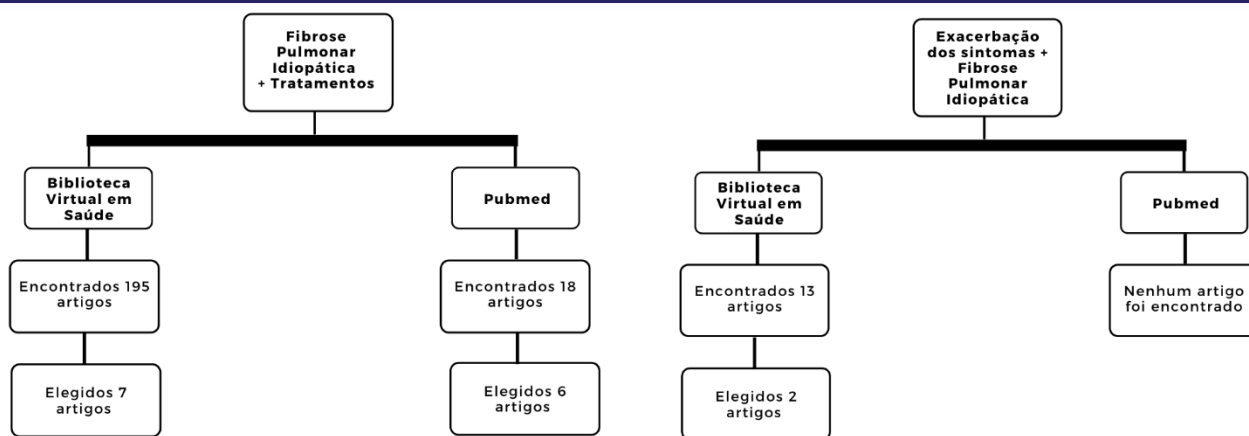 Fibrose
Pulmonar
Idiopática
+ Tratamentos
Biblioteca
Virtual em
Saúde
Pubmed
Encontrados 195
artigos
Encontrados 18
artigos
Elegidos 7
artigos
Elegidos 6
artigos
Exacerbação
dos sintomas +
Fibrose
Pulmonar
Idiopática
Biblioteca
Virtual em
Saúde
Pubmed
Encontrados 13
artigos
Nenhum artigo
foi encontrado
Elegidos 2
artigos